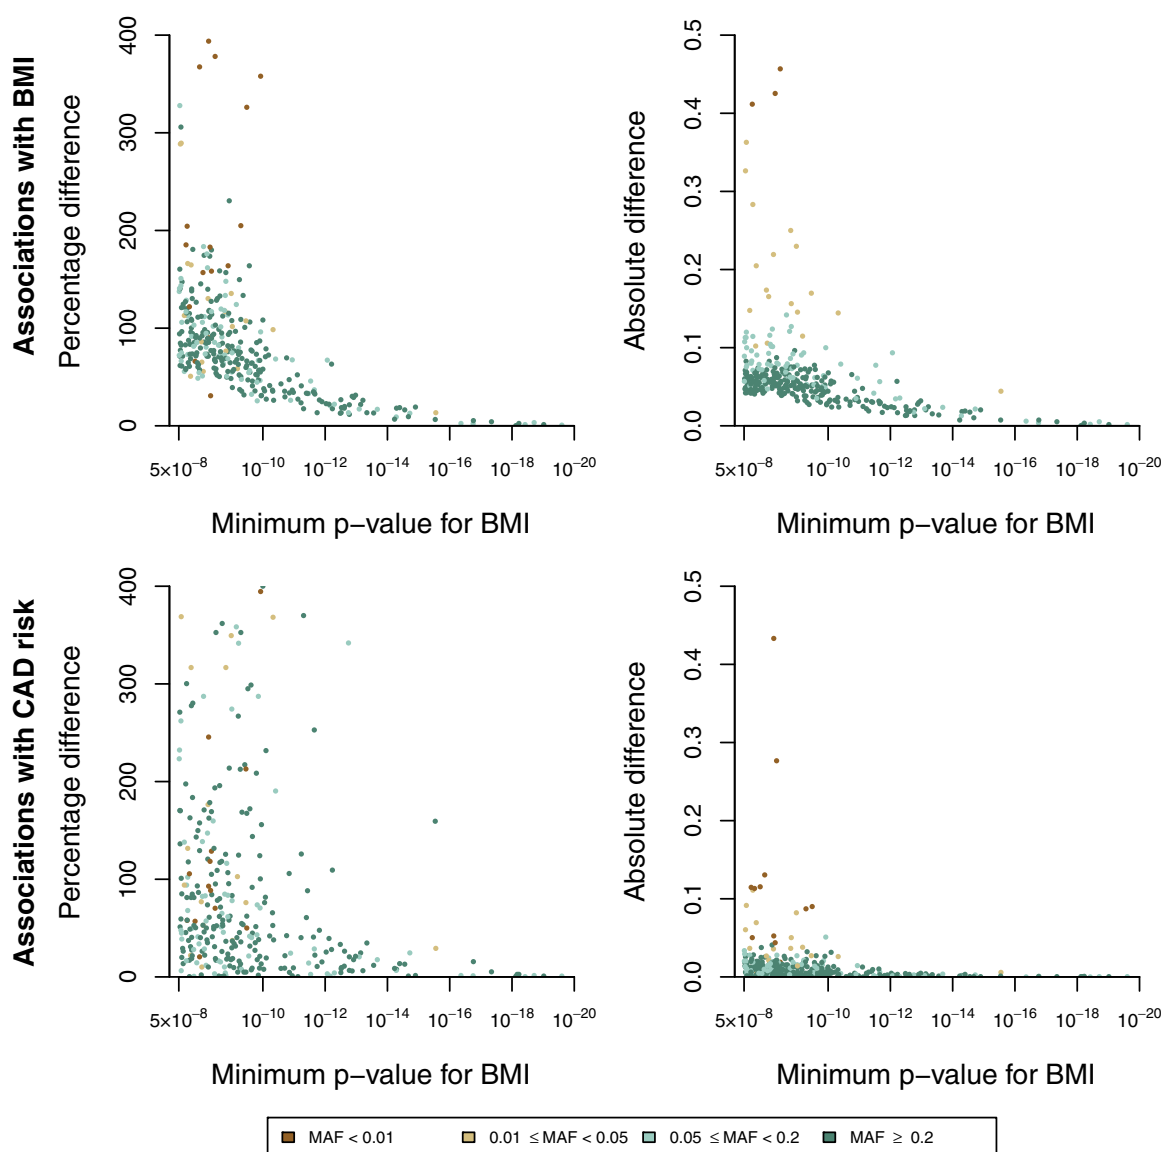 Associations with BMI
Percentage difference
400
300
200
100
0
5×10−8 10−10 10−12 10−14 10−16 10−18 10−20
Minimum p−value for BMI
Absolute difference
0.5
0.4
0.3
0.2
0.1
0.0
5×10−8 10−10 10−12 10−14 10−16 10−18 10−20
Minimum p−value for BMI
Associations with CAD risk
Percentage difference
400
300
200
100
0
5×10−8 10−10 10−12 10−14 10−16 10−18 10−20
Minimum p−value for BMI
Absolute difference
0.5
0.4
0.3
0.2
0.1
0.0
5×10−8 10−10 10−12 10−14 10−16 10−18 10−20
Minimum p−value for BMI
MAF < 0.01 0.01 ≤ MAF < 0.05 0.05 ≤ MAF < 0.2 MAF ≥ 0.2